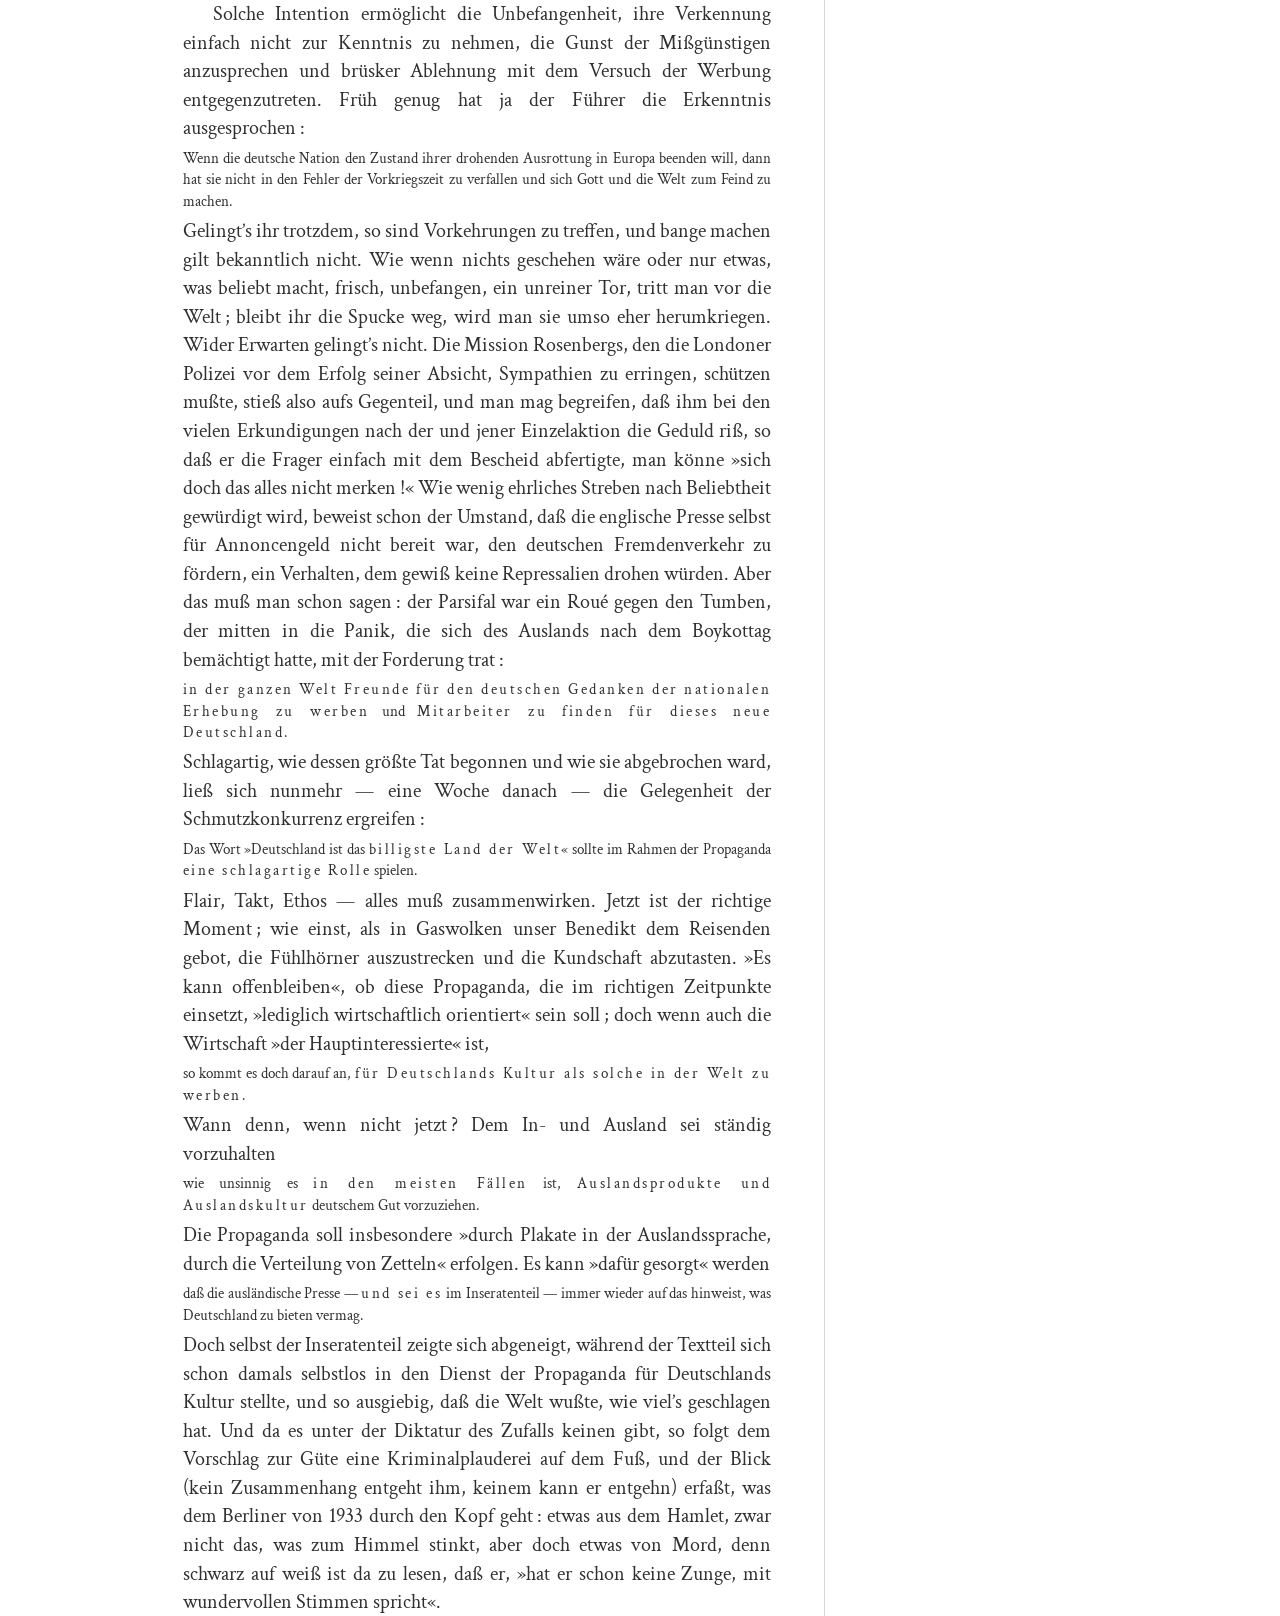 Solche Intention ermöglicht die Unbefangenheit, ihre Verkennung
einfach nicht zur Kenntnis zu nehmen, die Gunst der Mißgünstigen
anzusprechen und brüsker Ablehnung mit dem Versuch der Werbung
entgegenzutreten. Früh genug hat ja der Führer die Erkenntnis
ausgesprochen :
Wenn die deutsche Nation den Zustand ihrer drohenden Ausrottung in Europa beenden will, dann
hat sie nicht in den Fehler der Vorkriegszeit zu verfallen und sich Gott und die Welt zum Feind zu
machen.
Gelingt’s ihr trotzdem, so sind Vorkehrungen zu treffen, und bange machen
gilt bekanntlich nicht. Wie wenn nichts geschehen wäre oder nur etwas,
was beliebt macht, frisch, unbefangen, ein unreiner Tor, tritt man vor die
Welt ; bleibt ihr die Spucke weg, wird man sie umso eher herumkriegen.
Wider Erwarten gelingt’s nicht. Die Mission Rosenbergs, den die Londoner
Polizei vor dem Erfolg seiner Absicht, Sympathien zu erringen, schützen
mußte, stieß also aufs Gegenteil, und man mag begreifen, daß ihm bei den
vielen Erkundigungen nach der und jener Einzelaktion die Geduld riß, so
daß er die Frager einfach mit dem Bescheid abfertigte, man könne »sich
doch das alles nicht merken !« Wie wenig ehrliches Streben nach Beliebtheit
gewürdigt wird, beweist schon der Umstand, daß die englische Presse selbst
für Annoncengeld nicht bereit war, den deutschen Fremdenverkehr zu
fördern, ein Verhalten, dem gewiß keine Repressalien drohen würden. Aber
das muß man schon sagen : der Parsifal war ein Roué gegen den Tumben,
der mitten in die Panik, die sich des Auslands nach dem Boykottag
bemächtigt hatte, mit der Forderung trat :
in der ganzen Welt Freunde für den deutschen Gedanken der nationalen
Erhebung zu werben und Mitarbeiter zu finden für dieses neue
Deutschland.
Schlagartig, wie dessen größte Tat begonnen und wie sie abgebrochen ward,
ließ sich nunmehr — eine Woche danach — die Gelegenheit der
Schmutzkonkurrenz ergreifen :
Das Wort »Deutschland ist das billigste Land der Welt« sollte im Rahmen der Propaganda
eine schlagartige Rolle spielen.
Flair, Takt, Ethos — alles muß zusammenwirken. Jetzt ist der richtige
Moment ; wie einst, als in Gaswolken unser Benedikt dem Reisenden
gebot, die Fühlhörner auszustrecken und die Kundschaft abzutasten. »Es
kann offenbleiben«, ob diese Propaganda, die im richtigen Zeitpunkte
einsetzt, »lediglich wirtschaftlich orientiert« sein soll ; doch wenn auch die
Wirtschaft »der Hauptinteressierte« ist,
so kommt es doch darauf an, für Deutschlands Kultur als solche in der Welt zu
werben.
Wann denn, wenn nicht jetzt ? Dem In- und Ausland sei ständig
vorzuhalten
wie unsinnig es in den meisten Fällen ist, Auslandsprodukte und
Auslandskultur deutschem Gut vorzuziehen.
Die Propaganda soll insbesondere »durch Plakate in der Auslandssprache,
durch die Verteilung von Zetteln« erfolgen. Es kann »dafür gesorgt« werden
daß die ausländische Presse — und sei es im Inseratenteil — immer wieder auf das hinweist, was
Deutschland zu bieten vermag.
Doch selbst der Inseratenteil zeigte sich abgeneigt, während der Textteil sich
schon damals selbstlos in den Dienst der Propaganda für Deutschlands
Kultur stellte, und so ausgiebig, daß die Welt wußte, wie viel’s geschlagen
hat. Und da es unter der Diktatur des Zufalls keinen gibt, so folgt dem
Vorschlag zur Güte eine Kriminalplauderei auf dem Fuß, und der Blick
(kein Zusammenhang entgeht ihm, keinem kann er entgehn) erfaßt, was
dem Berliner von 1933 durch den Kopf geht : etwas aus dem Hamlet, zwar
nicht das, was zum Himmel stinkt, aber doch etwas von Mord, denn
schwarz auf weiß ist da zu lesen, daß er, »hat er schon keine Zunge, mit
wundervollen Stimmen spricht«.